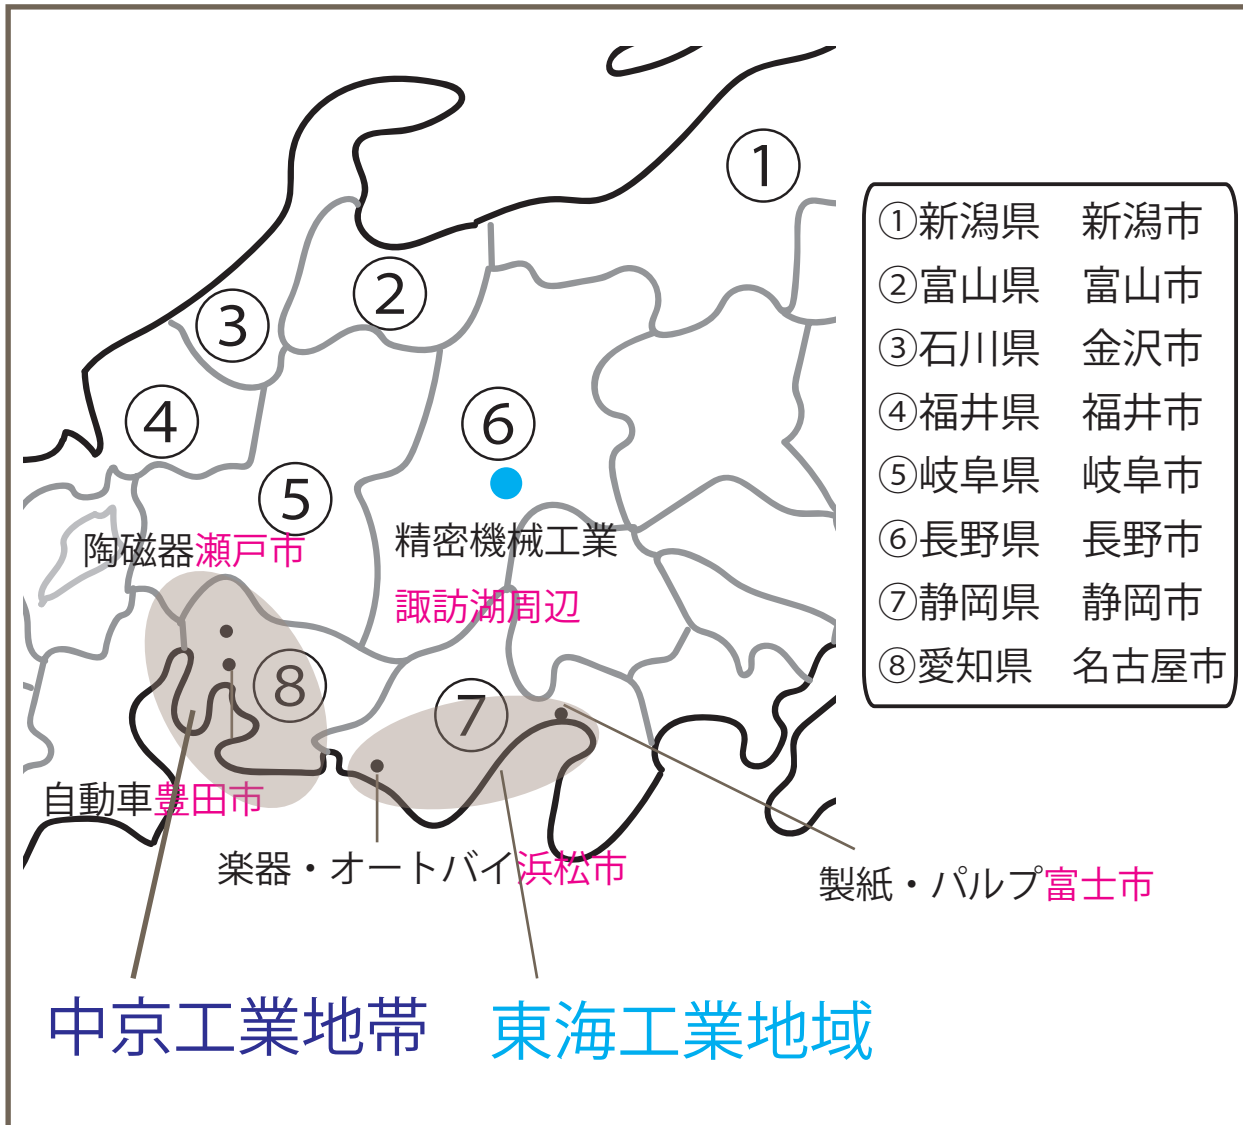 ①
②
③
④
⑤
⑥
⑦
⑧
①新潟県 新潟市
②富山県 富山市
③石川県 金沢市
④福井県 福井市
⑤岐阜県 岐阜市
⑥長野県 長野市
⑦静岡県 静岡市
⑧愛知県 名古屋市
陶磁器瀬戸市
精密機械工業
諏訪湖周辺
自動車豊田市
楽器・オートバイ浜松市
製紙・パルプ富士市
中京工業地帯
東海工業地域